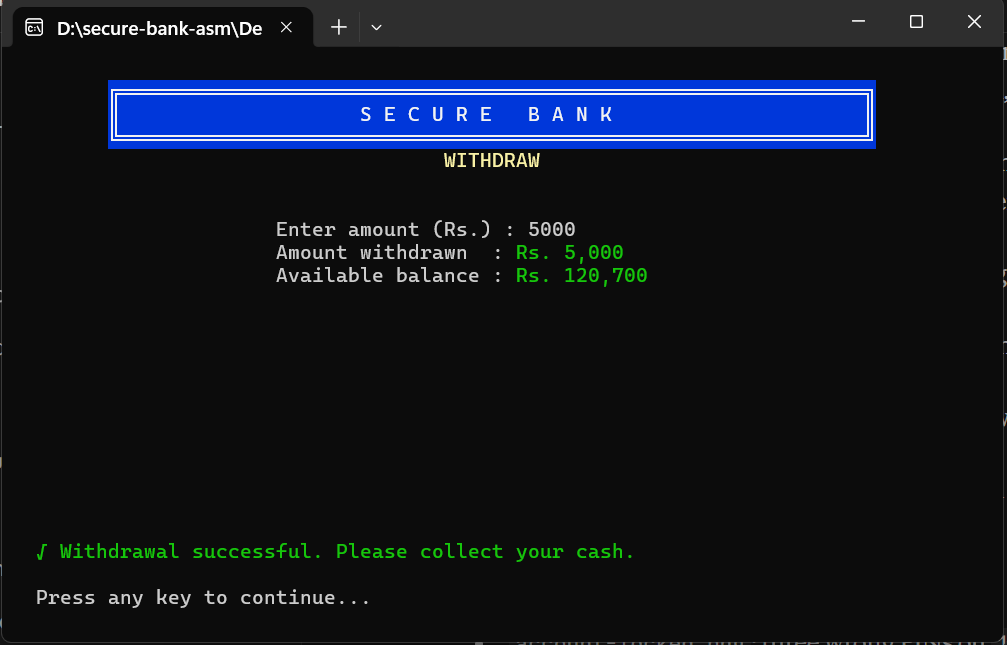 D:\secure-bank-asm\De
S E C U R E   B A N K
WITHDRAW
Enter amount (Rs.) : 5000
Amount withdrawn  : Rs. 5,000
Available balance : Rs. 120,700
√ Withdrawal successful. Please collect your cash.
Press any key to continue...